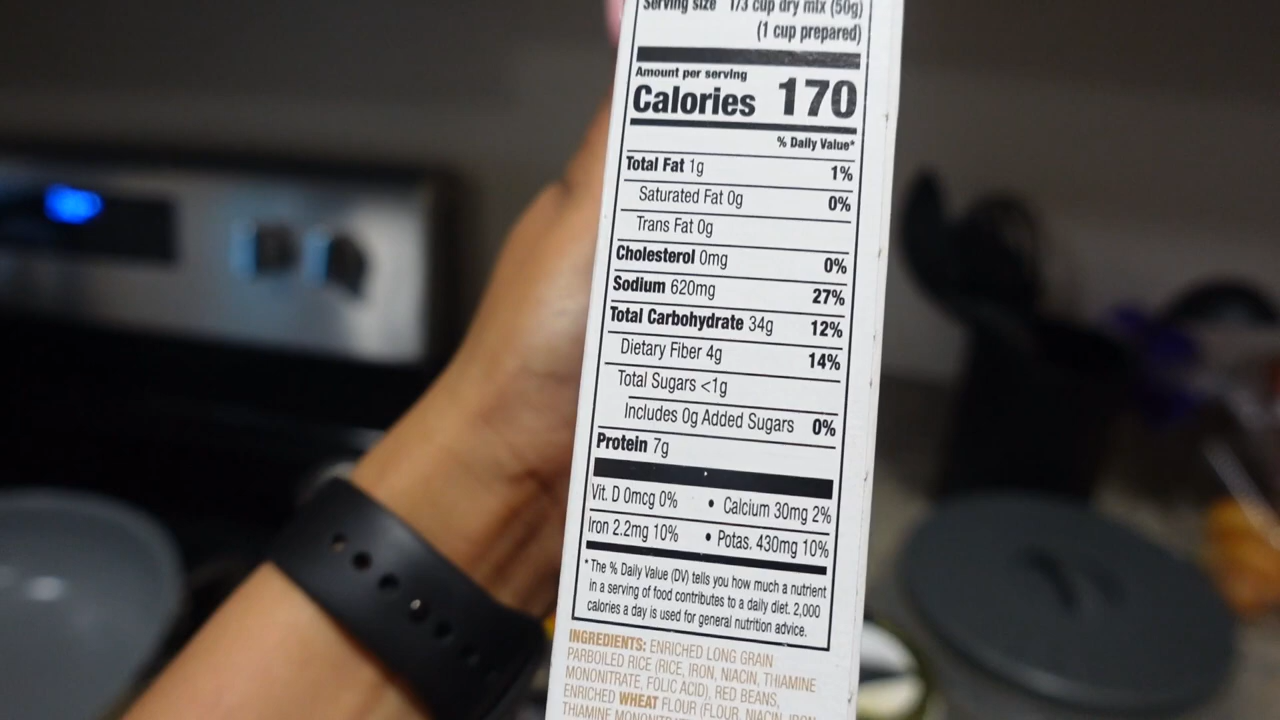 Serving size 1/3 cup dry mix (50g)
(1 cup prepared)
Amount per serving
Calories 170
% Daily Value*
Total Fat 1g 1%
Saturated Fat 0g 0%
Trans Fat 0g
Cholesterol 0mg 0%
Sodium 620mg 27%
Total Carbohydrate 34g 12%
Dietary Fiber 4g 14%
Total Sugars <1g
Includes 0g Added Sugars 0%
Protein 7g
Vit. D 0mcg 0% • Calcium 30mg 2%
Iron 2.2mg 10% • Potas. 430mg 10%
* The % Daily Value (DV) tells you how much a nutrient
in a serving of food contributes to a daily diet. 2,000
calories a day is used for general nutrition advice.
INGREDIENTS: ENRICHED LONG GRAIN
PARBOILED RICE (RICE, IRON, NIACIN, THIAMINE
MONONITRATE, FOLIC ACID), RED BEANS,
ENRICHED WHEAT FLOUR (FLOUR, NIACIN, IRON,
THIAMINE